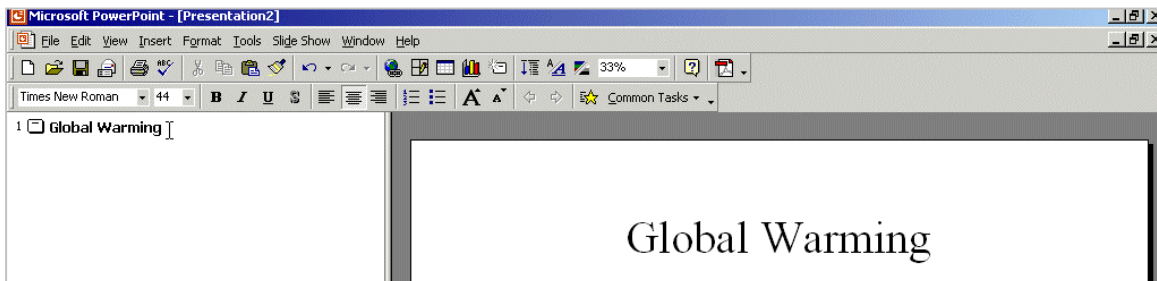 Microsoft PowerPoint - [Presentation2]
File Edit View Insert Format Tools Slide Show Window Help
ABC 33%
Times New Roman 44 B I U S A A Common Tasks
1 Global Warming
Global Warming